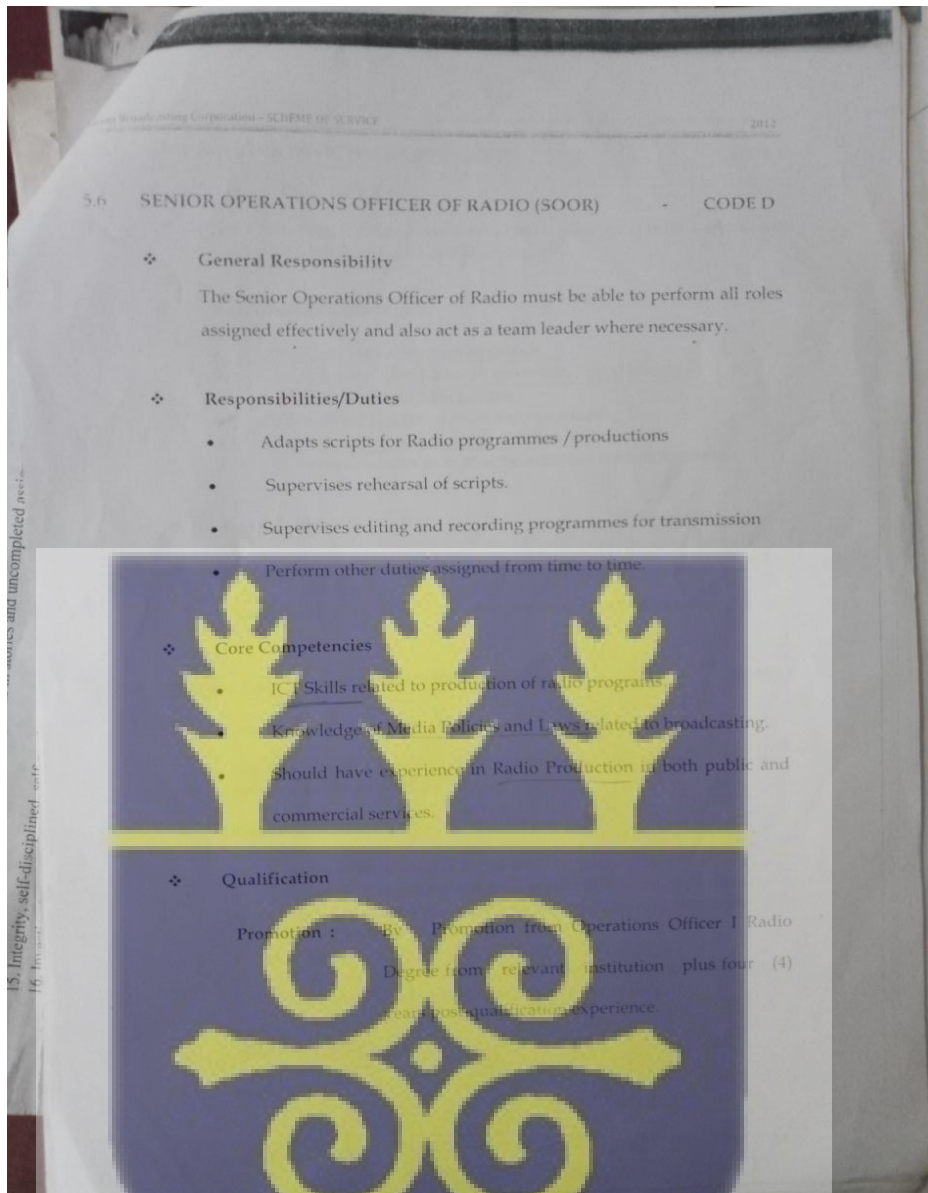 Broadcasting Corporation – SCHEME OF SERVICE 2012
5.6 SENIOR OPERATIONS OFFICER OF RADIO (SOOR) - CODE D
❖ General Responsibility
The Senior Operations Officer of Radio must be able to perform all roles
assigned effectively and also act as a team leader where necessary.
❖ Responsibilities/Duties
• Adapts scripts for Radio programmes / productions
• Supervises rehearsal of scripts.
• Supervises editing and recording programmes for transmission
• Perform other duties assigned from time to time.
❖ Core Competencies
• ICT Skills related to production of radio programs
• Knowledge of Media Policies and Laws related to broadcasting.
• Should have experience in Radio Production in both public and
commercial services.
❖ Qualification
Promotion : By Promotion from Operations Officer I Radio
Degree from relevant institution plus four (4)
years post qualification experience.
stories and uncompleted
15. Integrity, self-disciplined
16.